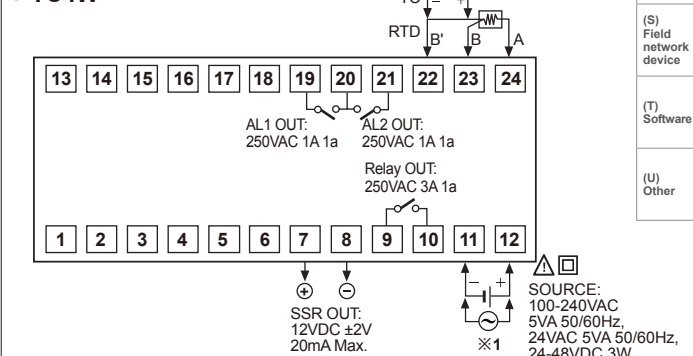 RTD B' B A
13 14 15 16 17 18 19 20 21 22 23 24
AL1 OUT:
250VAC 1A 1a
AL2 OUT:
250VAC 1A 1a
Relay OUT:
250VAC 3A 1a
1 2 3 4 5 6 7 8 9 10 11 12
− +
+ −
SSR OUT:
12VDC ±2V
20mA Max.
※1
SOURCE:
100-240VAC
5VA 50/60Hz,
24VAC 5VA 50/60Hz,
24-48VDC 3W
(S)
Field
network
device
(T)
Software
(U)
Other